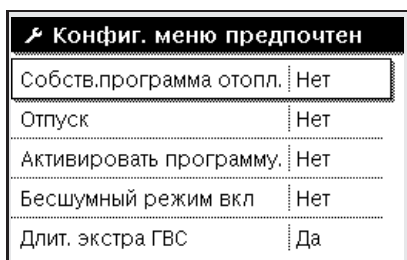 Конфиг. меню предпочтен
Собств.программа отопл. Нет
Отпуск Нет
Активировать программу. Нет
Бесшумный режим вкл Нет
Длит. экстра ГВС Да